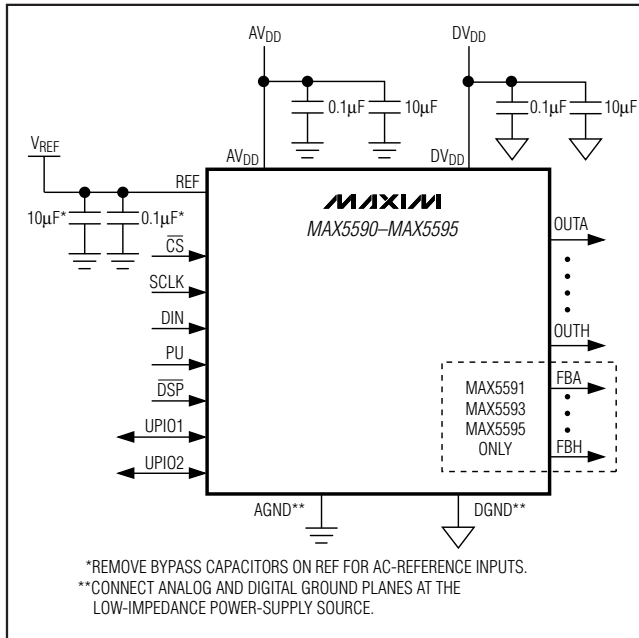 AVDD DVDD
0.1µF 10µF 0.1µF 10µF
VREF
AVDD DVDD
REF
MAXIM
MAX5590–MAX5595
10µF* 0.1µF*
CS
SCLK
DIN
PU
DSP
UPIO1
UPIO2
OUTA
OUTH
FBA
FBH
MAX5591
MAX5593
MAX5595
ONLY
AGND** DGND**
*REMOVE BYPASS CAPACITORS ON REF FOR AC-REFERENCE INPUTS.
**CONNECT ANALOG AND DIGITAL GROUND PLANES AT THE
LOW-IMPEDANCE POWER-SUPPLY SOURCE.